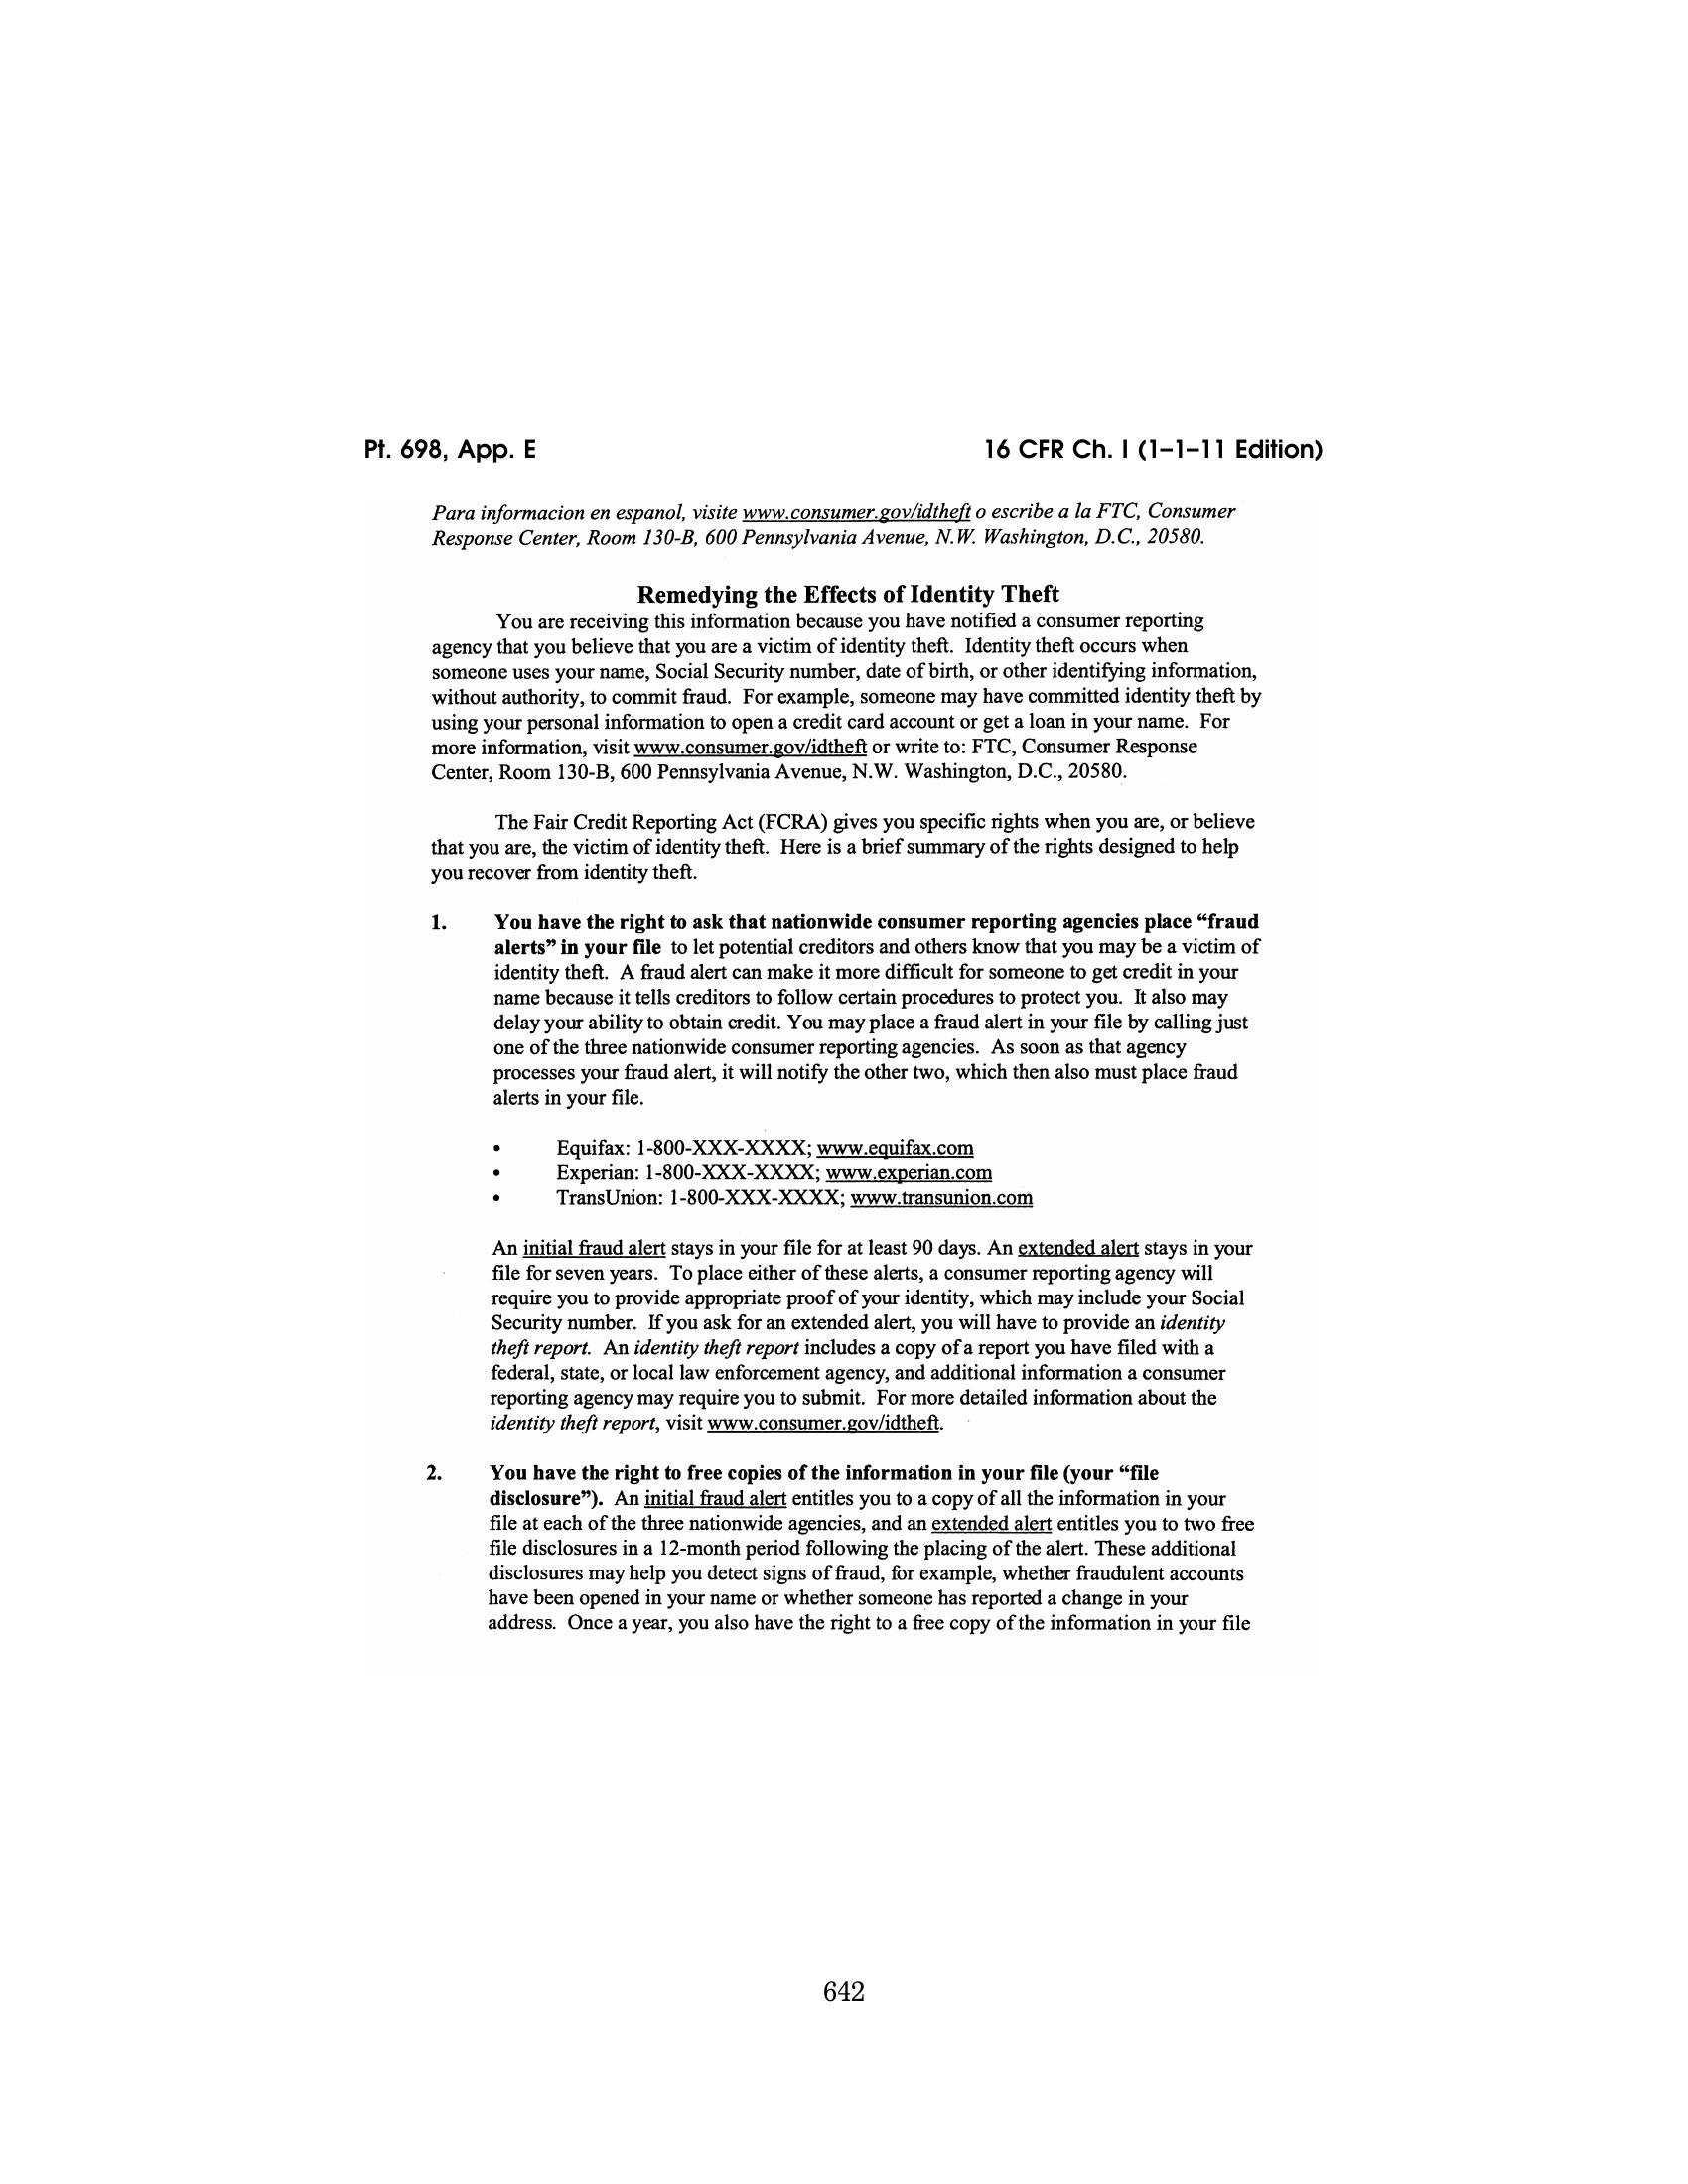 Pt. 698, App. E
16 CFR Ch. I (1–1–11 Edition)
Para informacion en espanol, visite www.consumer.gov/idtheft o escribe a la FTC, Consumer
Response Center, Room 130-B, 600 Pennsylvania Avenue, N.W. Washington, D.C., 20580.
Remedying the Effects of Identity Theft
You are receiving this information because you have notified a consumer reporting
agency that you believe that you are a victim of identity theft. Identity theft occurs when
someone uses your name, Social Security number, date of birth, or other identifying information,
without authority, to commit fraud. For example, someone may have committed identity theft by
using your personal information to open a credit card account or get a loan in your name. For
more information, visit www.consumer.gov/idtheft or write to: FTC, Consumer Response
Center, Room 130-B, 600 Pennsylvania Avenue, N.W. Washington, D.C., 20580.
The Fair Credit Reporting Act (FCRA) gives you specific rights when you are, or believe
that you are, the victim of identity theft. Here is a brief summary of the rights designed to help
you recover from identity theft.
1. You have the right to ask that nationwide consumer reporting agencies place “fraud
alerts” in your file to let potential creditors and others know that you may be a victim of
identity theft. A fraud alert can make it more difficult for someone to get credit in your
name because it tells creditors to follow certain procedures to protect you. It also may
delay your ability to obtain credit. You may place a fraud alert in your file by calling just
one of the three nationwide consumer reporting agencies. As soon as that agency
processes your fraud alert, it will notify the other two, which then also must place fraud
alerts in your file.
• Equifax: 1-800-XXX-XXXX; www.equifax.com
• Experian: 1-800-XXX-XXXX; www.experian.com
• TransUnion: 1-800-XXX-XXXX; www.transunion.com
An initial fraud alert stays in your file for at least 90 days. An extended alert stays in your
file for seven years. To place either of these alerts, a consumer reporting agency will
require you to provide appropriate proof of your identity, which may include your Social
Security number. If you ask for an extended alert, you will have to provide an identity
theft report. An identity theft report includes a copy of a report you have filed with a
federal, state, or local law enforcement agency, and additional information a consumer
reporting agency may require you to submit. For more detailed information about the
identity theft report, visit www.consumer.gov/idtheft.
2. You have the right to free copies of the information in your file (your “file
disclosure”). An initial fraud alert entitles you to a copy of all the information in your
file at each of the three nationwide agencies, and an extended alert entitles you to two free
file disclosures in a 12-month period following the placing of the alert. These additional
disclosures may help you detect signs of fraud, for example, whether fraudulent accounts
have been opened in your name or whether someone has reported a change in your
address. Once a year, you also have the right to a free copy of the information in your file
642